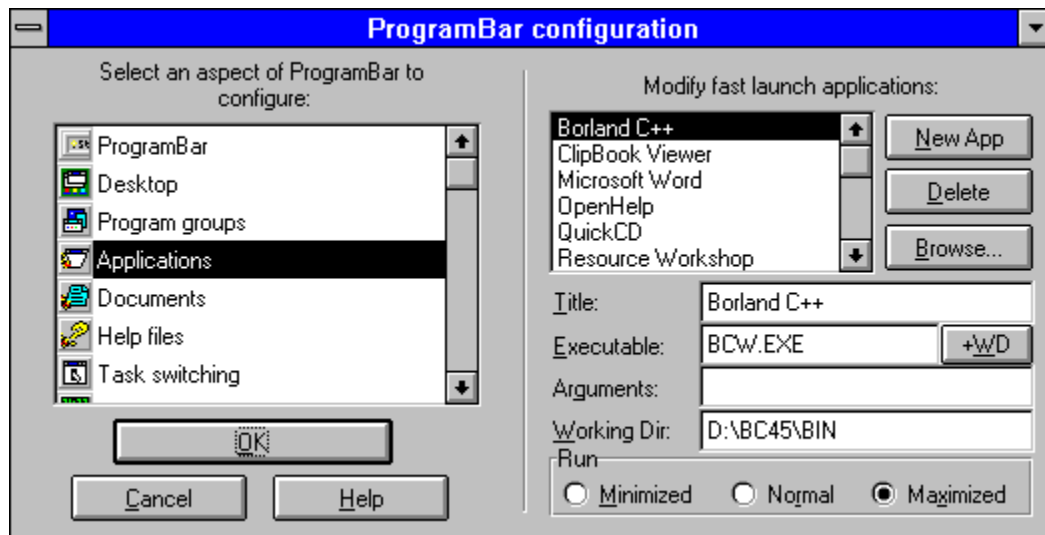 ProgramBar configuration
Select an aspect of ProgramBar to
configure:
ProgramBar
Desktop
Program groups
Applications
Documents
Help files
Task switching
OK
Cancel
Help
Modify fast launch applications:
Borland C++
ClipBook Viewer
Microsoft Word
OpenHelp
QuickCD
Resource Workshop
New App
Delete
Browse...
Title: Borland C++
Executable: BCW.EXE +WD
Arguments:
Working Dir: D:\BC45\BIN
Run
Minimized Normal Maximized